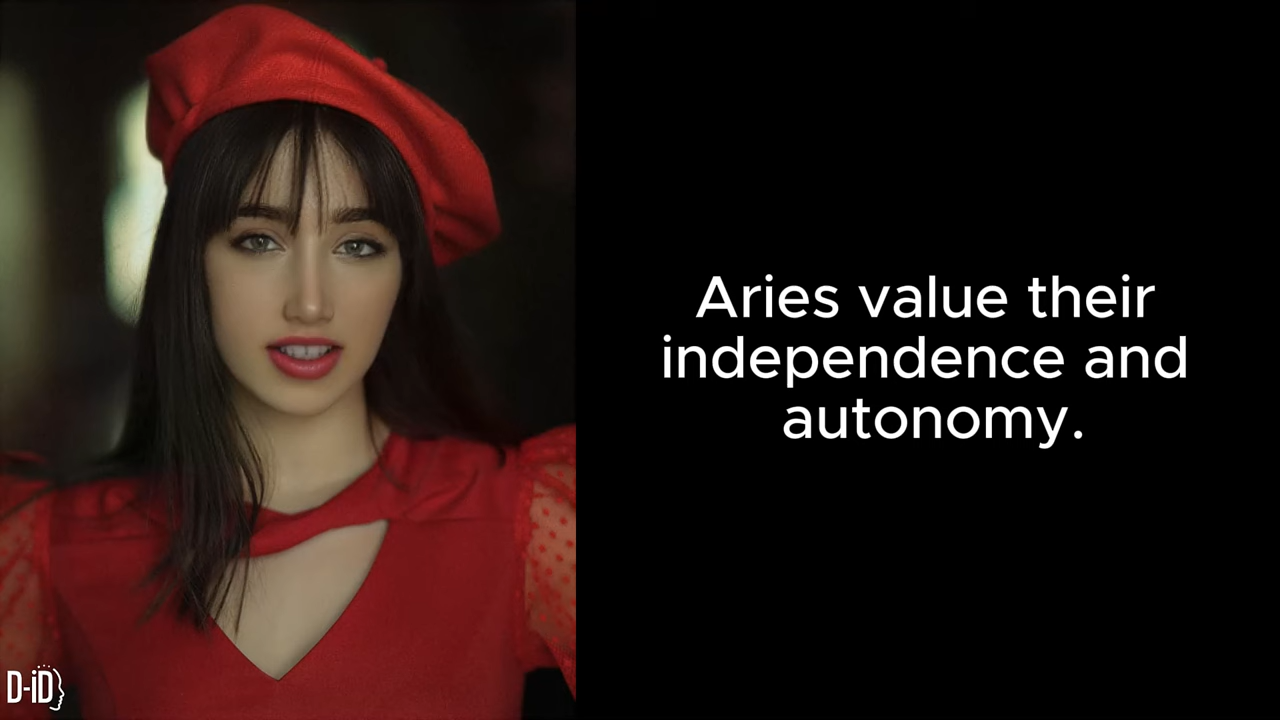 Aries value their
independence and
autonomy.
D-iD